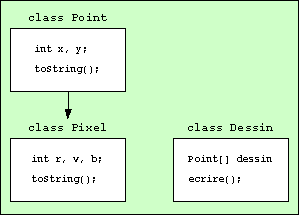 class Point
int x, y;
toString();
class Pixel
int r, v, b;
toString();
class Dessin
Point[] dessin
ecrire();